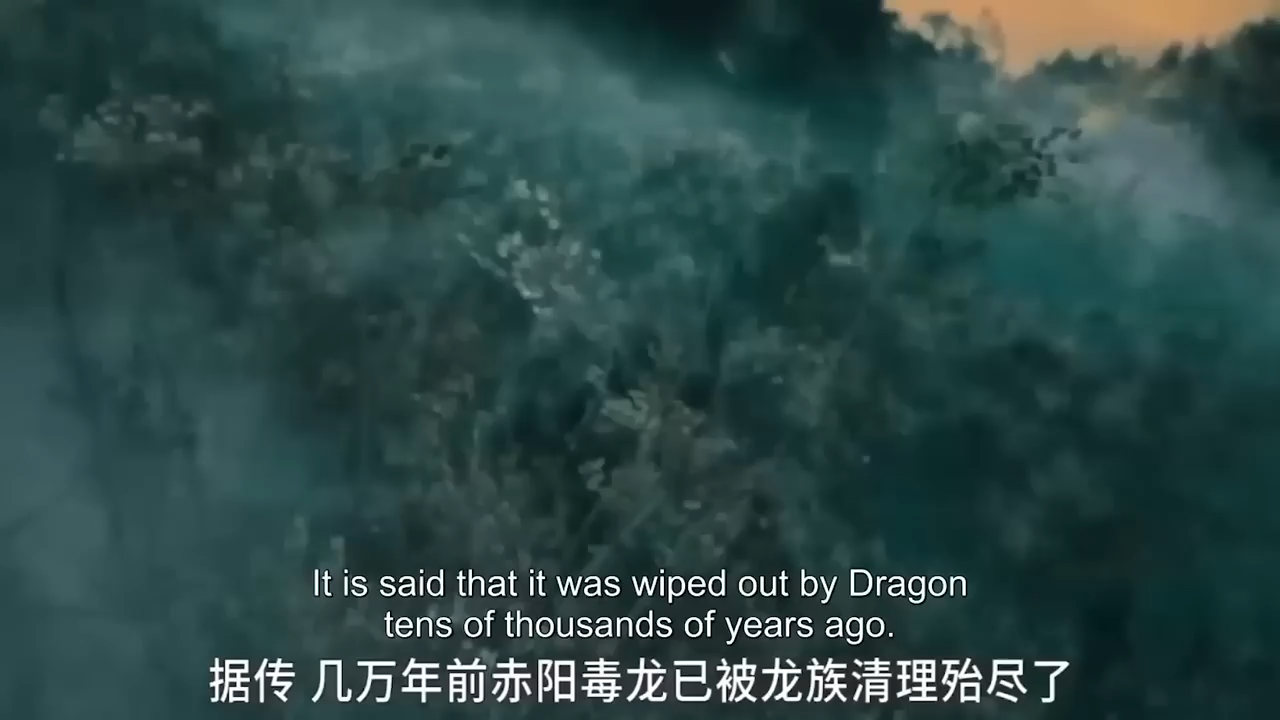 It is said that it was wiped out by Dragon
tens of thousands of years ago.
据传 几万年前赤阳毒龙已被龙族清理殆尽了